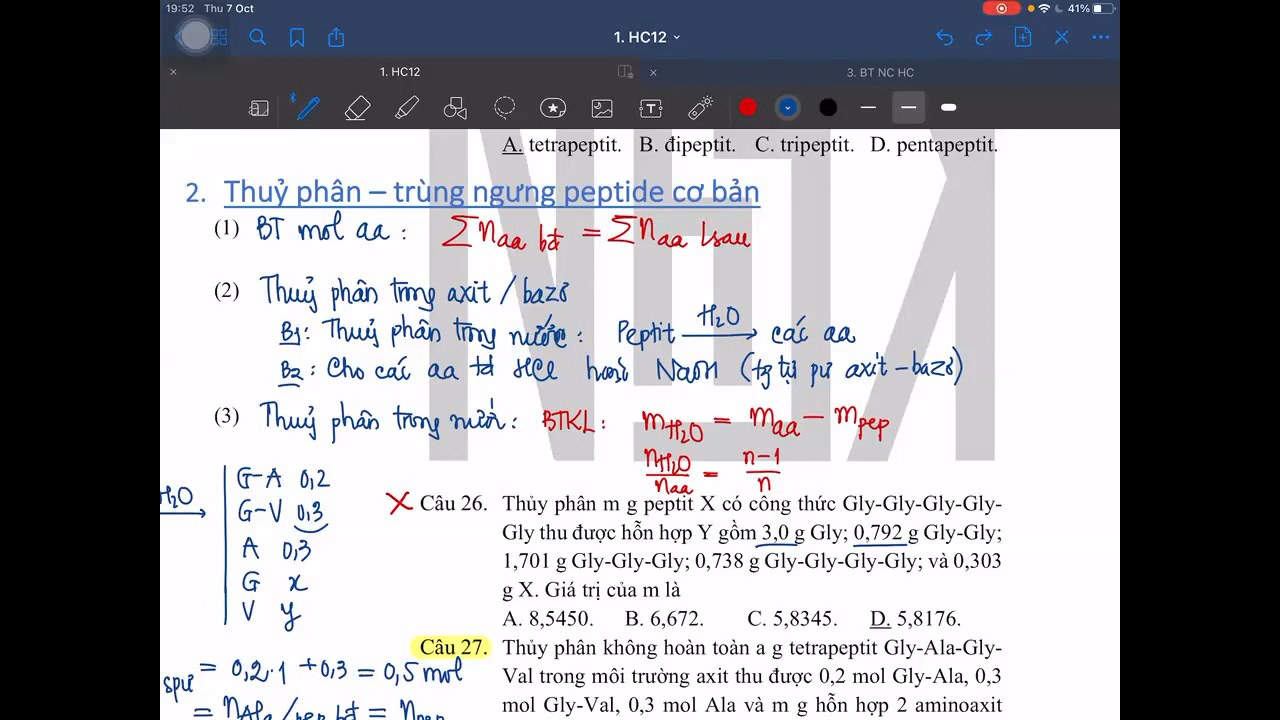 19:52 Thu 7 Oct 41%
1. HC12
1. HC12 3. BT NC HC
A. tetrapeptit. B. đipeptit. C. tripeptit. D. pentapeptit.
2. Thuỷ phân – trùng ngưng peptide cơ bản
(1) BT mol aa : ∑n aa bđ = ∑n aa lsau
(2) Thuỷ phân trong axit / bazơ
B1: Thuỷ phân trong nước : Peptit H2O → các aa
B2: Cho các aa td HCl hoặc NaOH (tg tự pư axit – bazơ)
(3) Thuỷ phân trong nước : BTKL: mH2O = maa – mpep
nH2O / naa = n-1 / n
H2O →
G-A 0,2
G-V 0,3
A 0,3
G x
V y
X Câu 26. Thủy phân m g peptit X có công thức Gly-Gly-Gly-Gly-
Gly thu được hỗn hợp Y gồm 3,0 g Gly; 0,792 g Gly-Gly;
1,701 g Gly-Gly-Gly; 0,738 g Gly-Gly-Gly-Gly; và 0,303
g X. Giá trị của m là
A. 8,5450. B. 6,672. C. 5,8345. D. 5,8176.
Câu 27. Thủy phân không hoàn toàn a g tetrapeptit Gly-Ala-Gly-
Val trong môi trường axit thu được 0,2 mol Gly-Ala, 0,3
mol Gly-Val, 0,3 mol Ala và m g hỗn hợp 2 aminoaxit
spư = 0,2.1 + 0,3 = 0,5 mol
= nAla/pep bđ = npep